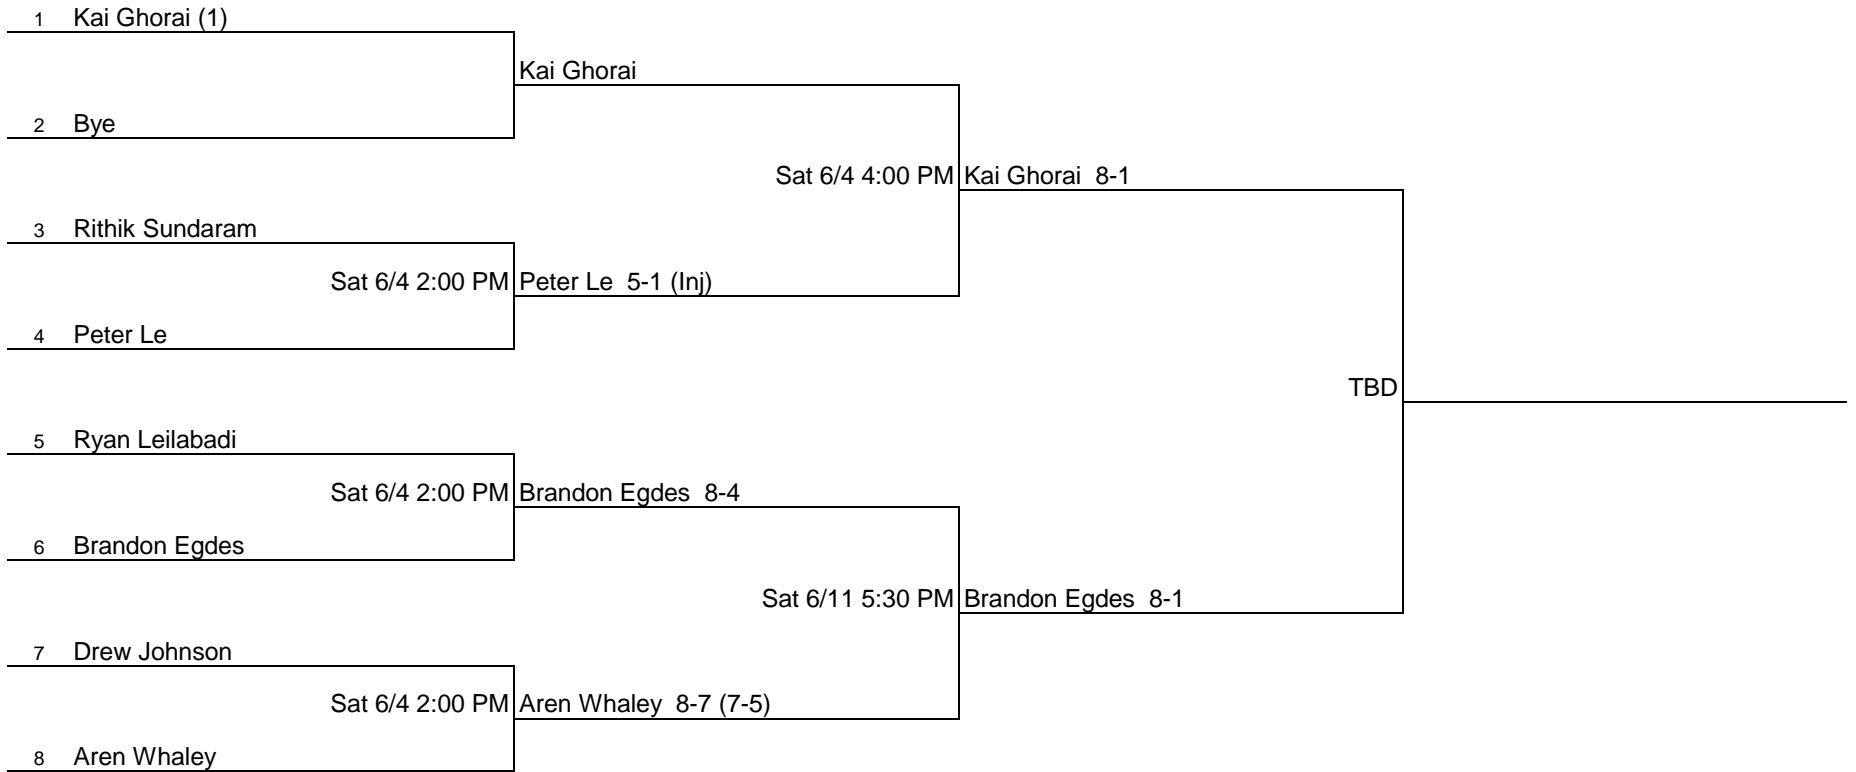 1 Kai Ghorai (1)
Kai Ghorai
2 Bye
Sat 6/4 4:00 PM Kai Ghorai 8-1
3 Rithik Sundaram
Sat 6/4 2:00 PM Peter Le 5-1 (Inj)
4 Peter Le
TBD
5 Ryan Leilabadi
Sat 6/4 2:00 PM Brandon Egdes 8-4
6 Brandon Egdes
Sat 6/11 5:30 PM Brandon Egdes 8-1
7 Drew Johnson
Sat 6/4 2:00 PM Aren Whaley 8-7 (7-5)
8 Aren Whaley